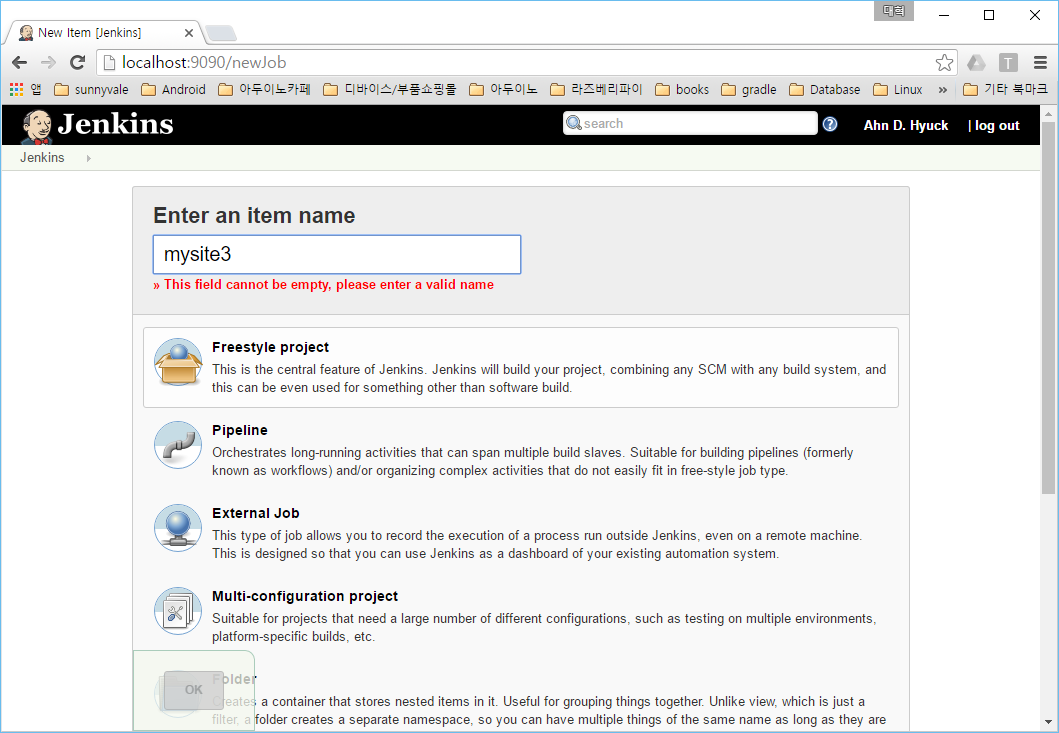 대혁
New Item [Jenkins]
localhost:9090/newJob
앱 sunnyvale Android 아두이노카페 디바이스/부품쇼핑몰 아두이노 라즈베리파이 books gradle Database Linux » 기타 북마크
Jenkins search Ahn D. Hyuck | log out
Jenkins
Enter an item name
mysite3
» This field cannot be empty, please enter a valid name
Freestyle project
This is the central feature of Jenkins. Jenkins will build your project, combining any SCM with any build system, and
this can be even used for something other than software build.
Pipeline
Orchestrates long-running activities that can span multiple build slaves. Suitable for building pipelines (formerly
known as workflows) and/or organizing complex activities that do not easily fit in free-style job type.
External Job
This type of job allows you to record the execution of a process run outside Jenkins, even on a remote machine.
This is designed so that you can use Jenkins as a dashboard of your existing automation system.
Multi-configuration project
Suitable for projects that need a large number of different configurations, such as testing on multiple environments,
platform-specific builds, etc.
Folder
OK
Creates a container that stores nested items in it. Useful for grouping things together. Unlike view, which is just a
filter, a folder creates a separate namespace, so you can have multiple things of the same name as long as they are